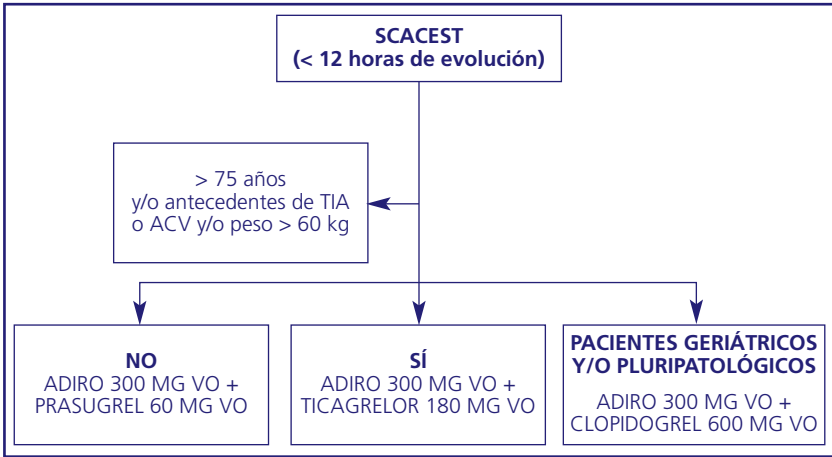 SCACEST
(< 12 horas de evolución)
> 75 años
y/o antecedentes de TIA
o ACV y/o peso > 60 kg
NO
ADIRO 300 MG VO +
PRASUGREL 60 MG VO
SÍ
ADIRO 300 MG VO +
TICAGRELOR 180 MG VO
PACIENTES GERIÁTRICOS
Y/O PLURIPATOLÓGICOS
ADIRO 300 MG VO +
CLOPIDOGREL 600 MG VO